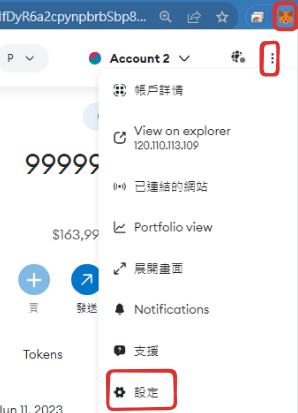 lfDyR6a2cpynpbrbSbp8...
P
Account 2
帳戶詳情
View on explorer
120.110.113.109
99999
已連結的網站
Portfolio view
$163,99
展開畫面
買
發送
Notifications
支援
Tokens
設定
Jun 11, 2023